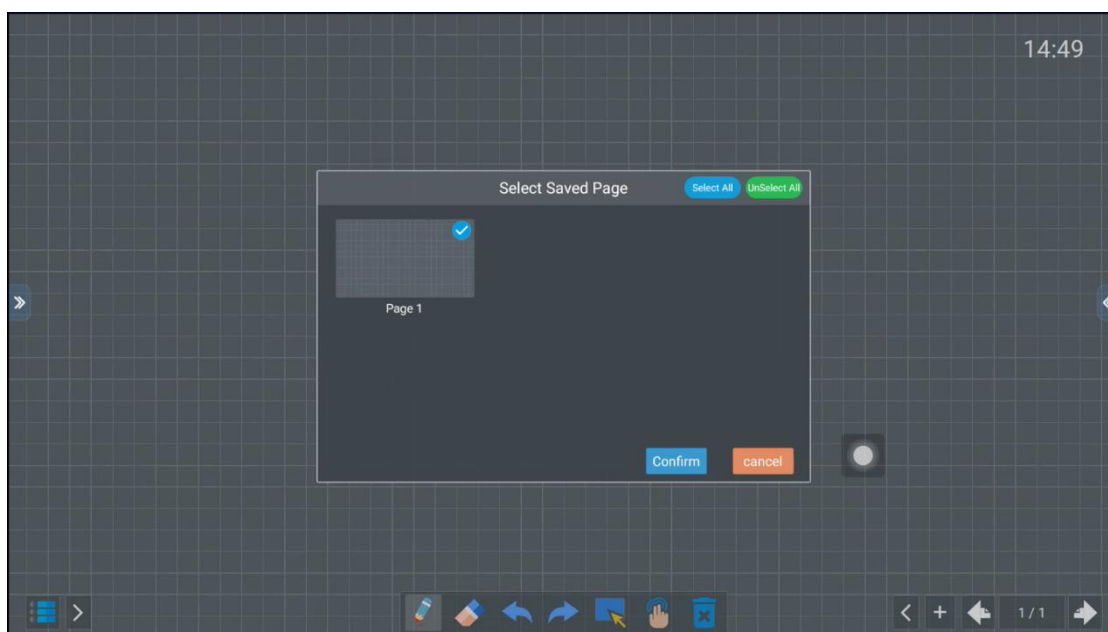 14:49
Select Saved Page
Select All
UnSelect All
Page 1
Confirm
cancel
1/1